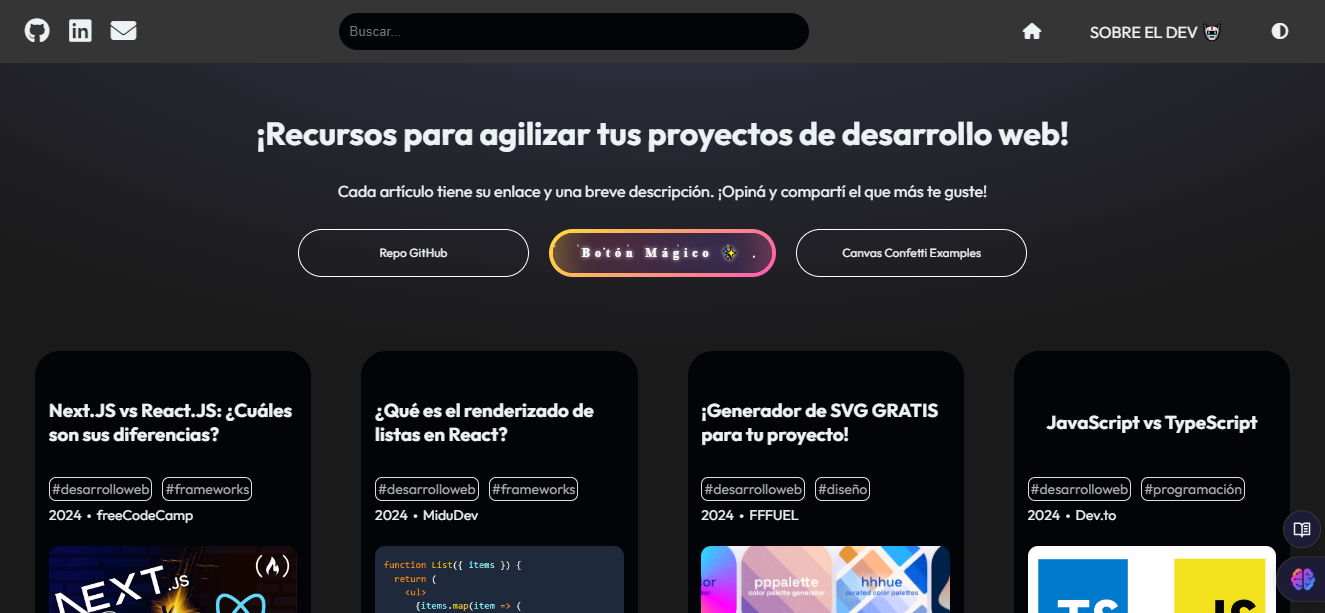 Buscar...
SOBRE EL DEV
¡Recursos para agilizar tus proyectos de desarrollo web!
Cada artículo tiene su enlace y una breve descripción. ¡Opiná y compartí el que más te guste!
Repo GitHub
Botón Mágico ✨
Canvas Confetti Examples
Next.JS vs React.JS: ¿Cuáles
son sus diferencias?
#desarrolloweb #frameworks
2024 • freeCodeCamp
NEXT.JS
¿Qué es el renderizado de
listas en React?
#desarrolloweb #frameworks
2024 • MiduDev
function List({ items }) {
return (
<ul>
{items.map(item => (
¡Generador de SVG GRATIS
para tu proyecto!
#desarrolloweb #diseño
2024 • FFFUEL
pppalette
color palette generator
hhhue
curated color palettes
JavaScript vs TypeScript
#desarrolloweb #programación
2024 • Dev.to
TS
JS